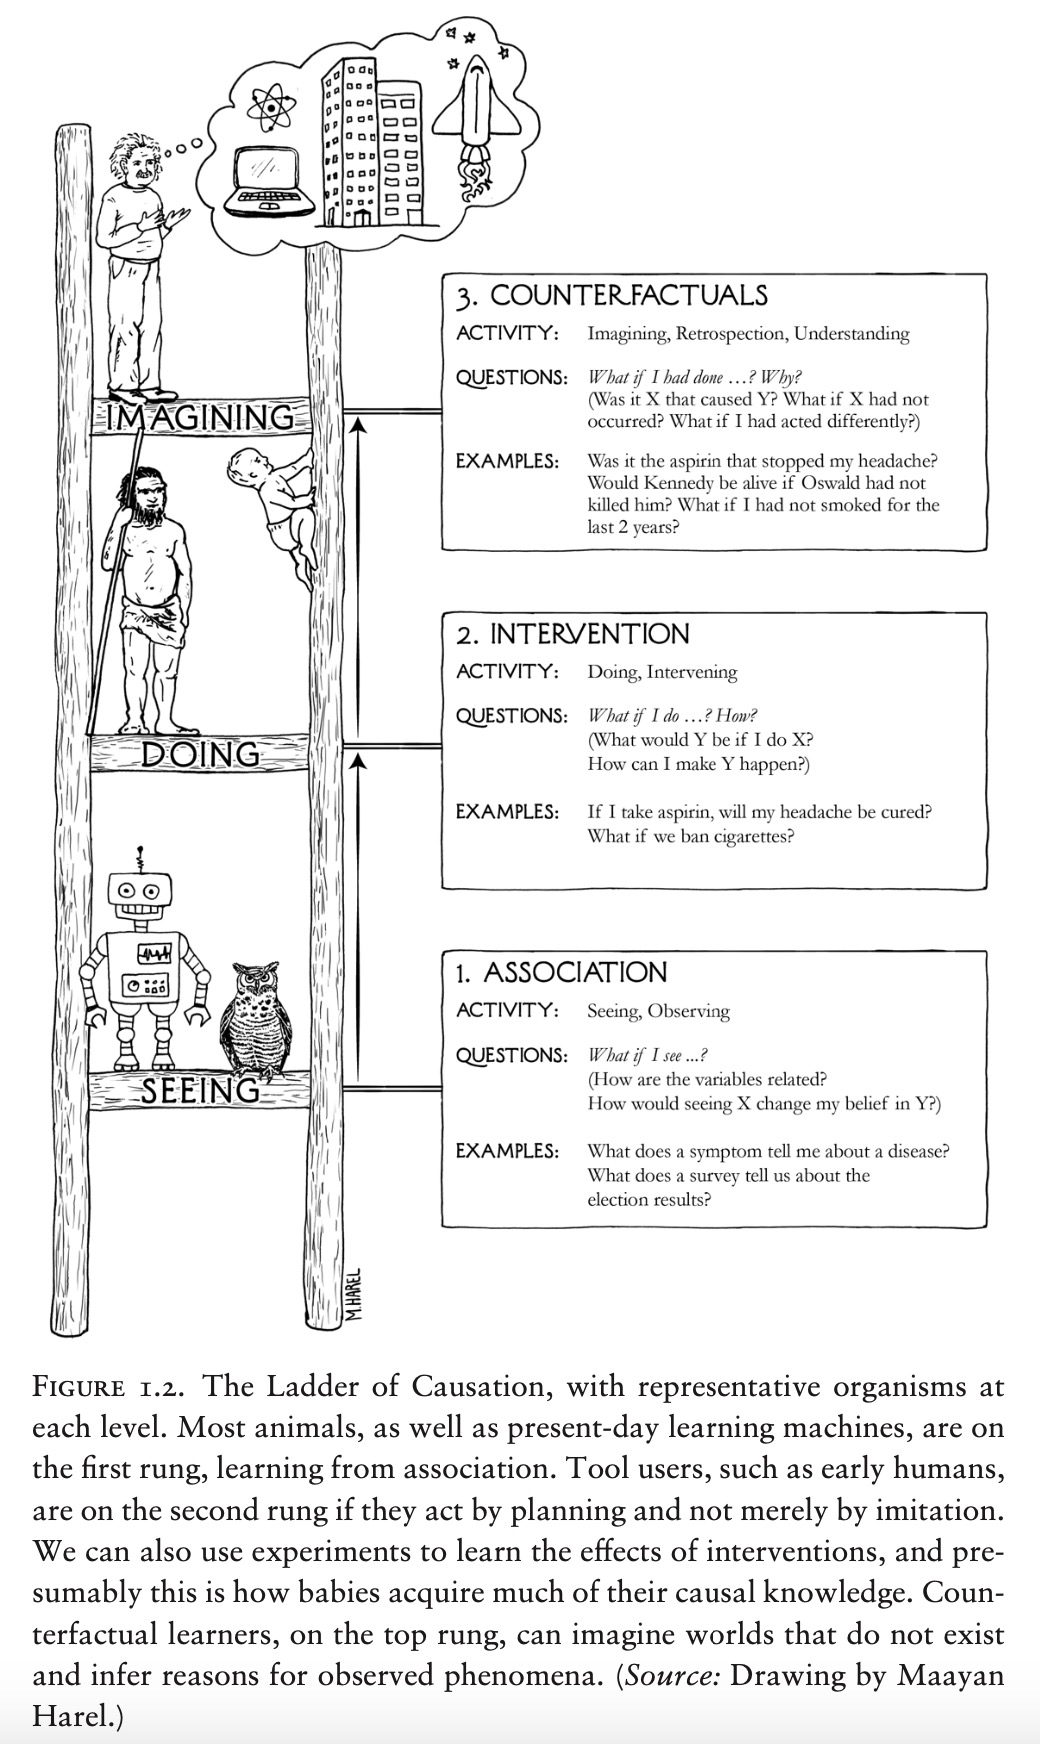 3. COUNTERFACTUALS
ACTIVITY: Imagining, Retrospection, Understanding
QUESTIONS: What if I had done …? Why?
(Was it X that caused Y? What if X had not
occurred? What if I had acted differently?)
EXAMPLES: Was it the aspirin that stopped my headache?
Would Kennedy be alive if Oswald had not
killed him? What if I had not smoked for the
last 2 years?
IMAGINING
2. INTERVENTION
ACTIVITY: Doing, Intervening
QUESTIONS: What if I do …? How?
(What would Y be if I do X?
How can I make Y happen?)
EXAMPLES: If I take aspirin, will my headache be cured?
What if we ban cigarettes?
DOING
1. ASSOCIATION
ACTIVITY: Seeing, Observing
QUESTIONS: What if I see ...?
(How are the variables related?
How would seeing X change my belief in Y?)
EXAMPLES: What does a symptom tell me about a disease?
What does a survey tell us about the
election results?
SEEING
M.HAREL
FIGURE 1.2. The Ladder of Causation, with representative organisms at
each level. Most animals, as well as present-day learning machines, are on
the first rung, learning from association. Tool users, such as early humans,
are on the second rung if they act by planning and not merely by imitation.
We can also use experiments to learn the effects of interventions, and pre-
sumably this is how babies acquire much of their causal knowledge. Coun-
terfactual learners, on the top rung, can imagine worlds that do not exist
and infer reasons for observed phenomena. (Source: Drawing by Maayan
Harel.)